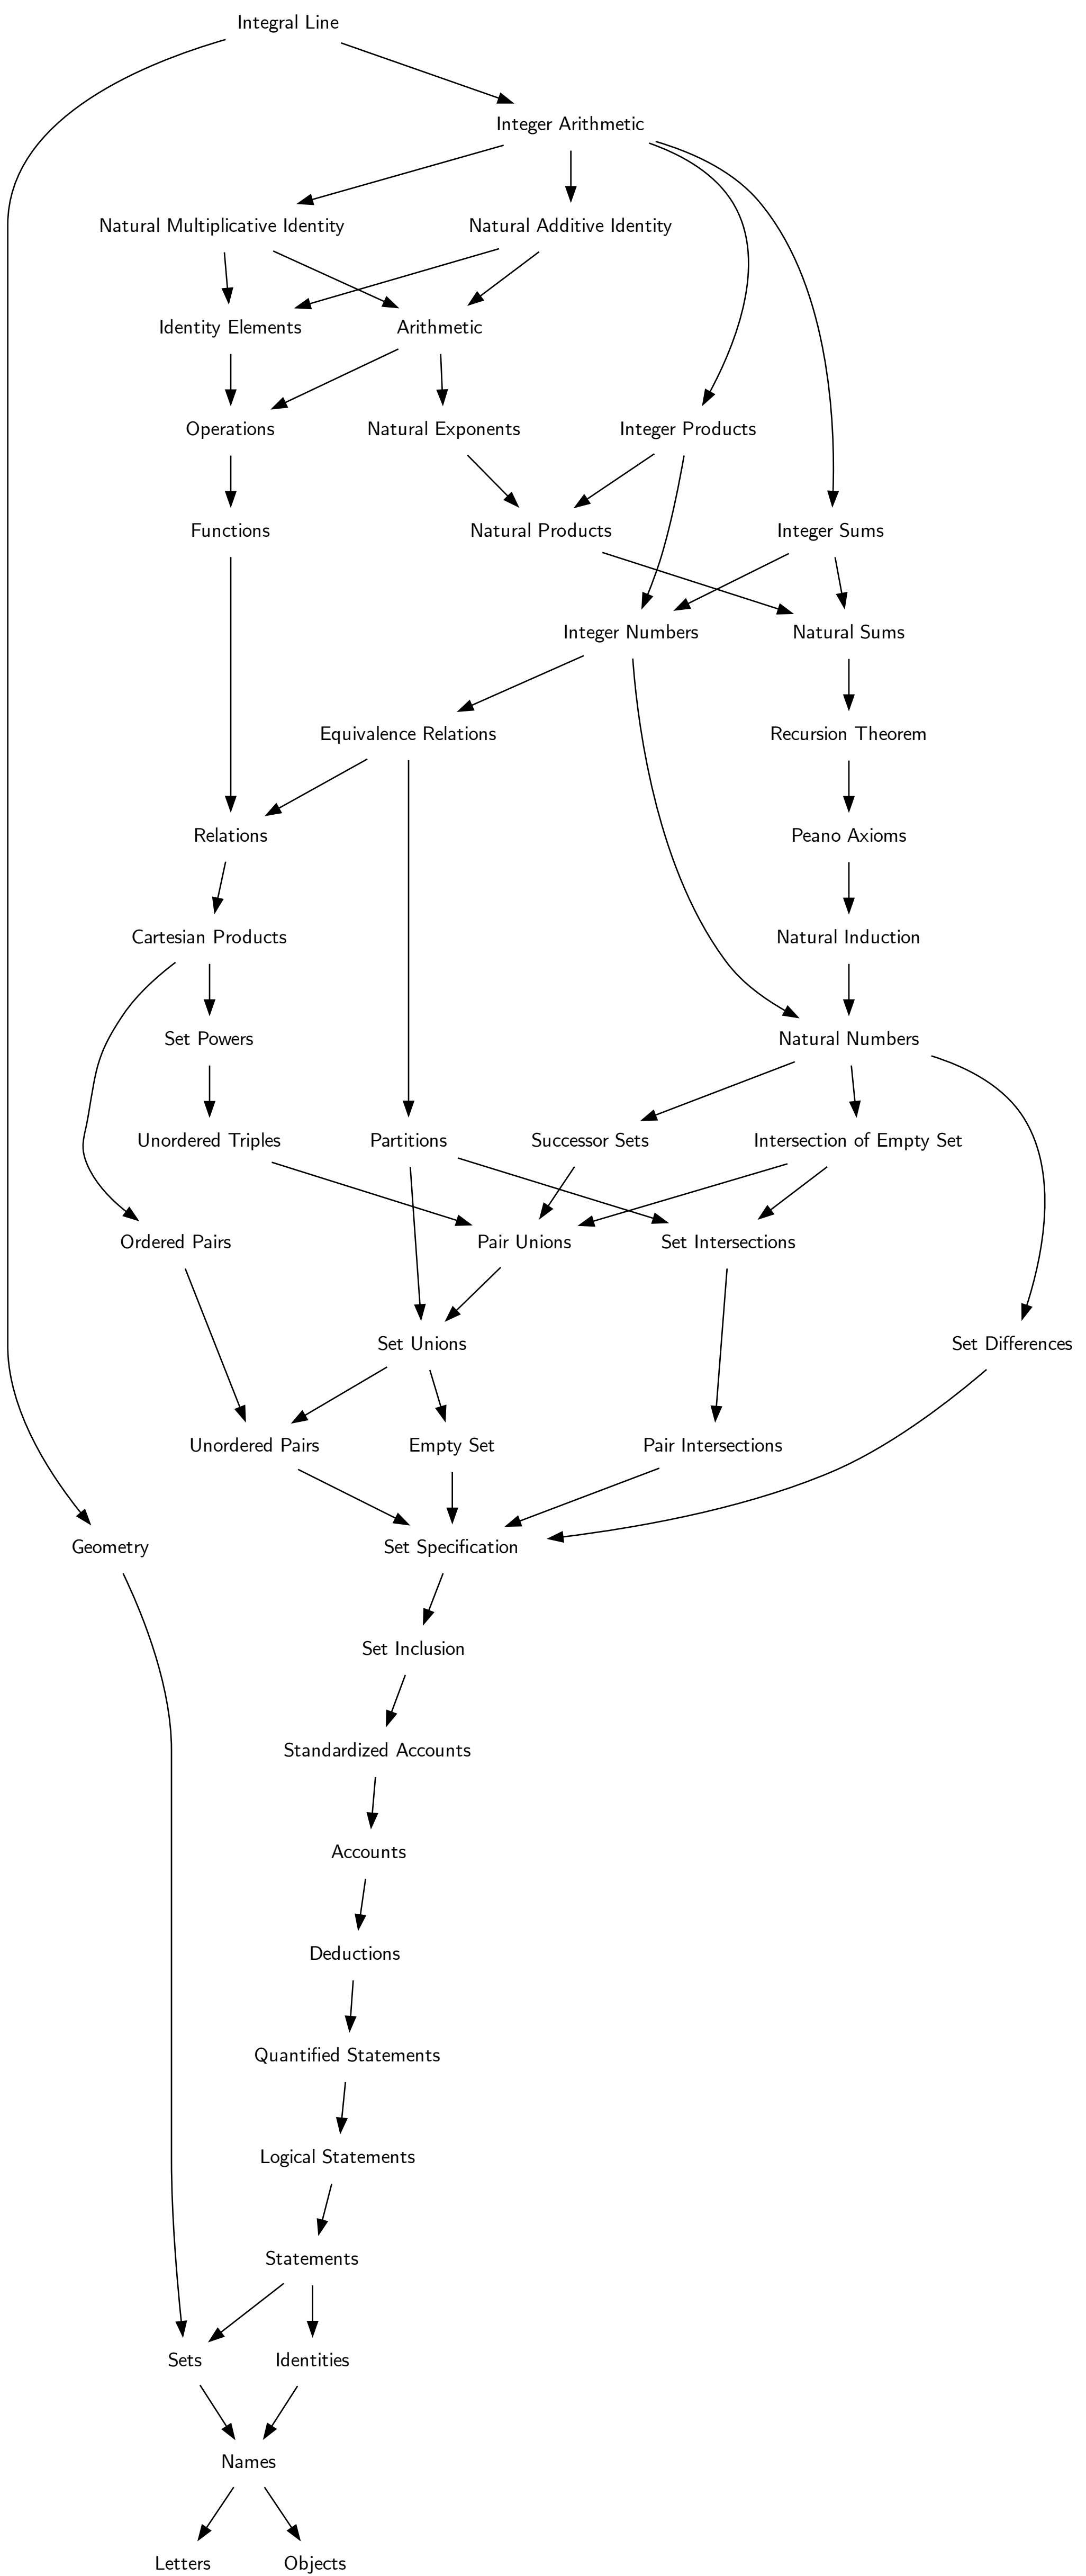 Integral Line
Integer Arithmetic
Natural Multiplicative Identity
Natural Additive Identity
Identity Elements
Arithmetic
Operations
Natural Exponents
Integer Products
Functions
Natural Products
Integer Sums
Integer Numbers
Natural Sums
Equivalence Relations
Recursion Theorem
Relations
Peano Axioms
Cartesian Products
Natural Induction
Set Powers
Natural Numbers
Unordered Triples
Partitions
Successor Sets
Intersection of Empty Set
Ordered Pairs
Pair Unions
Set Intersections
Set Unions
Set Differences
Unordered Pairs
Empty Set
Pair Intersections
Geometry
Set Specification
Set Inclusion
Standardized Accounts
Accounts
Deductions
Quantified Statements
Logical Statements
Statements
Sets
Identities
Names
Letters
Objects